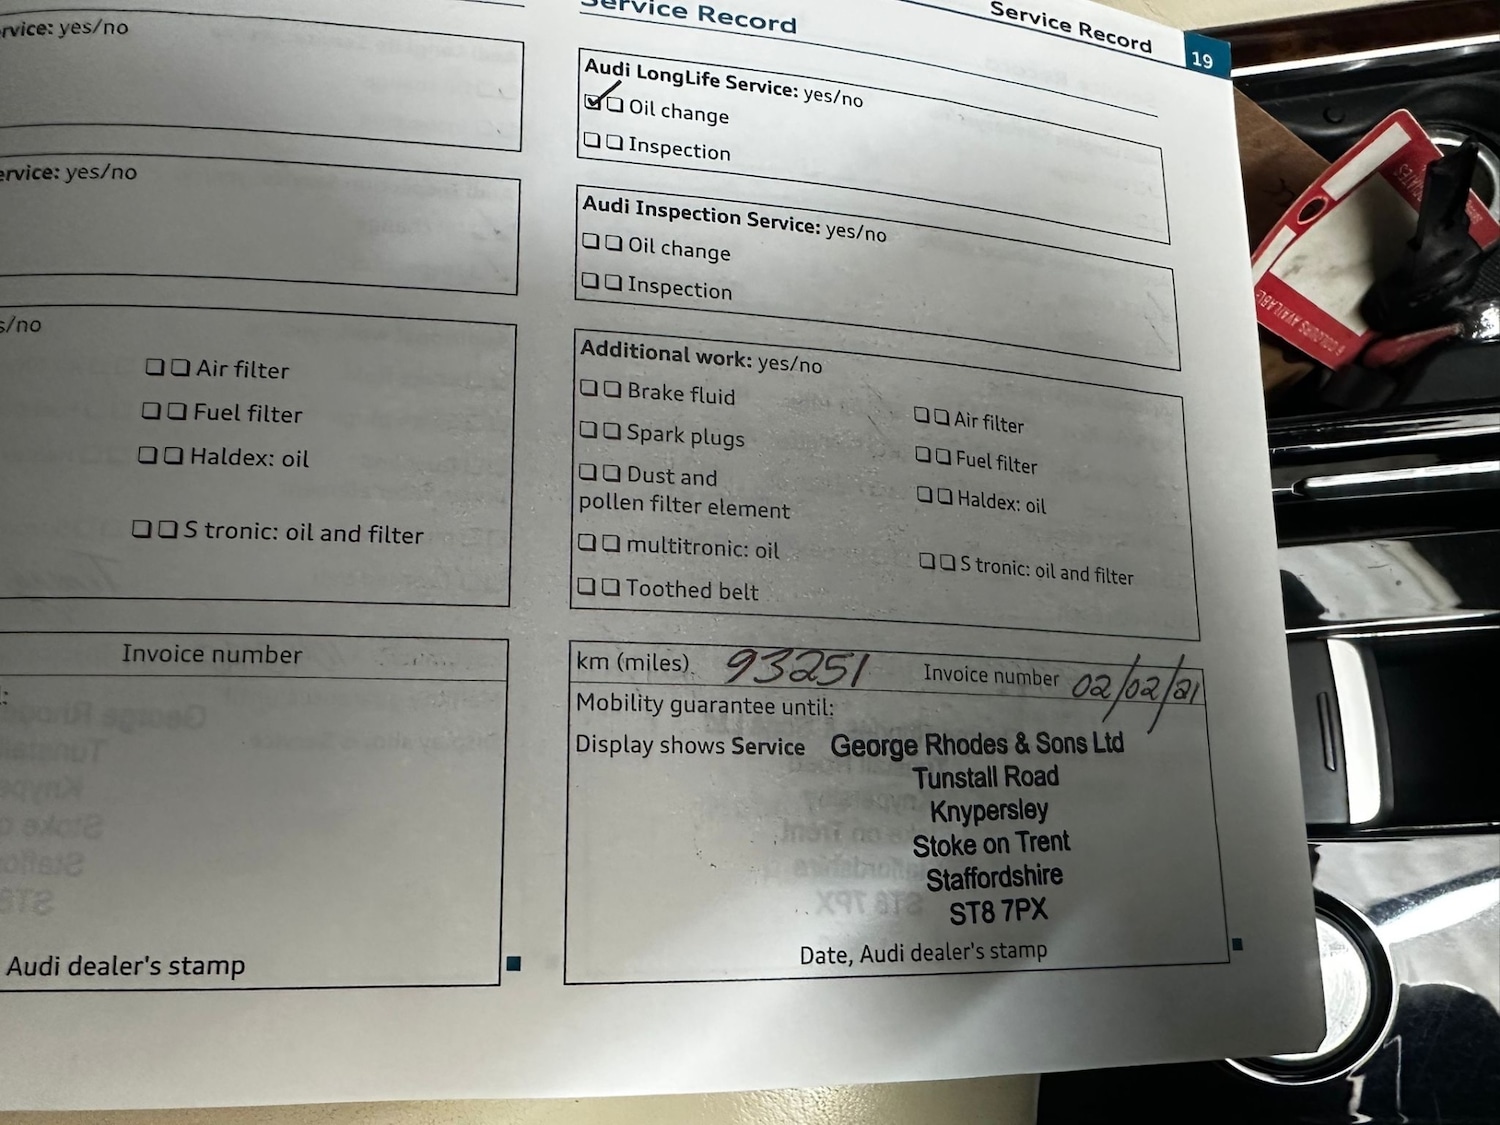 rvice: yes/no
ervice: yes/no
s/no
Air filter
Fuel filter
Haldex: oil
S tronic: oil and filter
Invoice number
Audi dealer's stamp
Service Record
Service Record
19
Audi LongLife Service: yes/no
Oil change
Inspection
Audi Inspection Service: yes/no
Oil change
Inspection
Additional work: yes/no
Brake fluid
Spark plugs
Dust and
pollen filter element
multitronic: oil
Toothed belt
Air filter
Fuel filter
Haldex: oil
S tronic: oil and filter
km (miles) 93251 Invoice number 02/02/21
Mobility guarantee until:
Display shows Service George Rhodes & Sons Ltd
Tunstall Road
Knypersley
Stoke on Trent
Staffordshire
ST8 7PX
Date, Audi dealer's stamp
6 COLOURS AVAILABLE